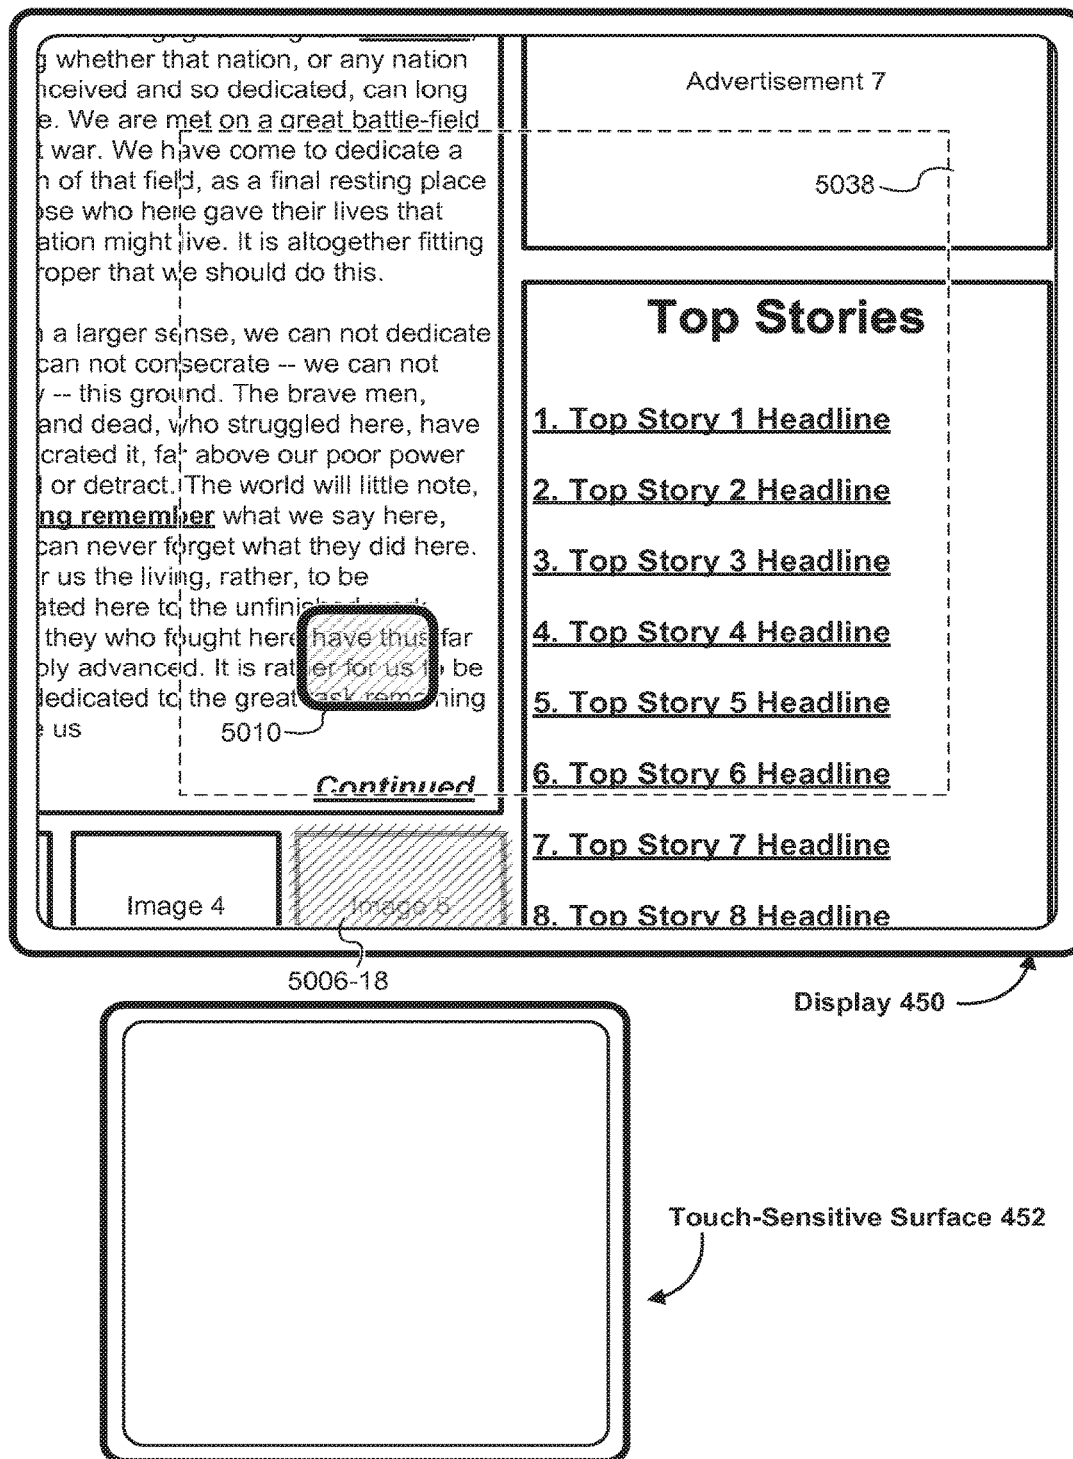 whether that nation, or any nation
nceived and so dedicated, can long
e. We are met on a great battle-field
t war. We have come to dedicate a
n of that field, as a final resting place
ose who here gave their lives that
ation might live. It is altogether fitting
roper that we should do this.
a larger sense, we can not dedicate
can not consecrate -- we can not
-- this ground. The brave men,
and dead, who struggled here, have
crated it, far above our poor power
or detract. The world will little note,
ng remember what we say here,
can never forget what they did here.
r us the living, rather, to be
ated here to the unfinished work
they who fought here have thus far
bly advanced. It is rather for us to be
dedicated to the great task remaining
e us
5010
Continued
Image 4
Image 5
5006-18
Advertisement 7
5038
Top Stories
1. Top Story 1 Headline
2. Top Story 2 Headline
3. Top Story 3 Headline
4. Top Story 4 Headline
5. Top Story 5 Headline
6. Top Story 6 Headline
7. Top Story 7 Headline
8. Top Story 8 Headline
Display 450
Touch-Sensitive Surface 452